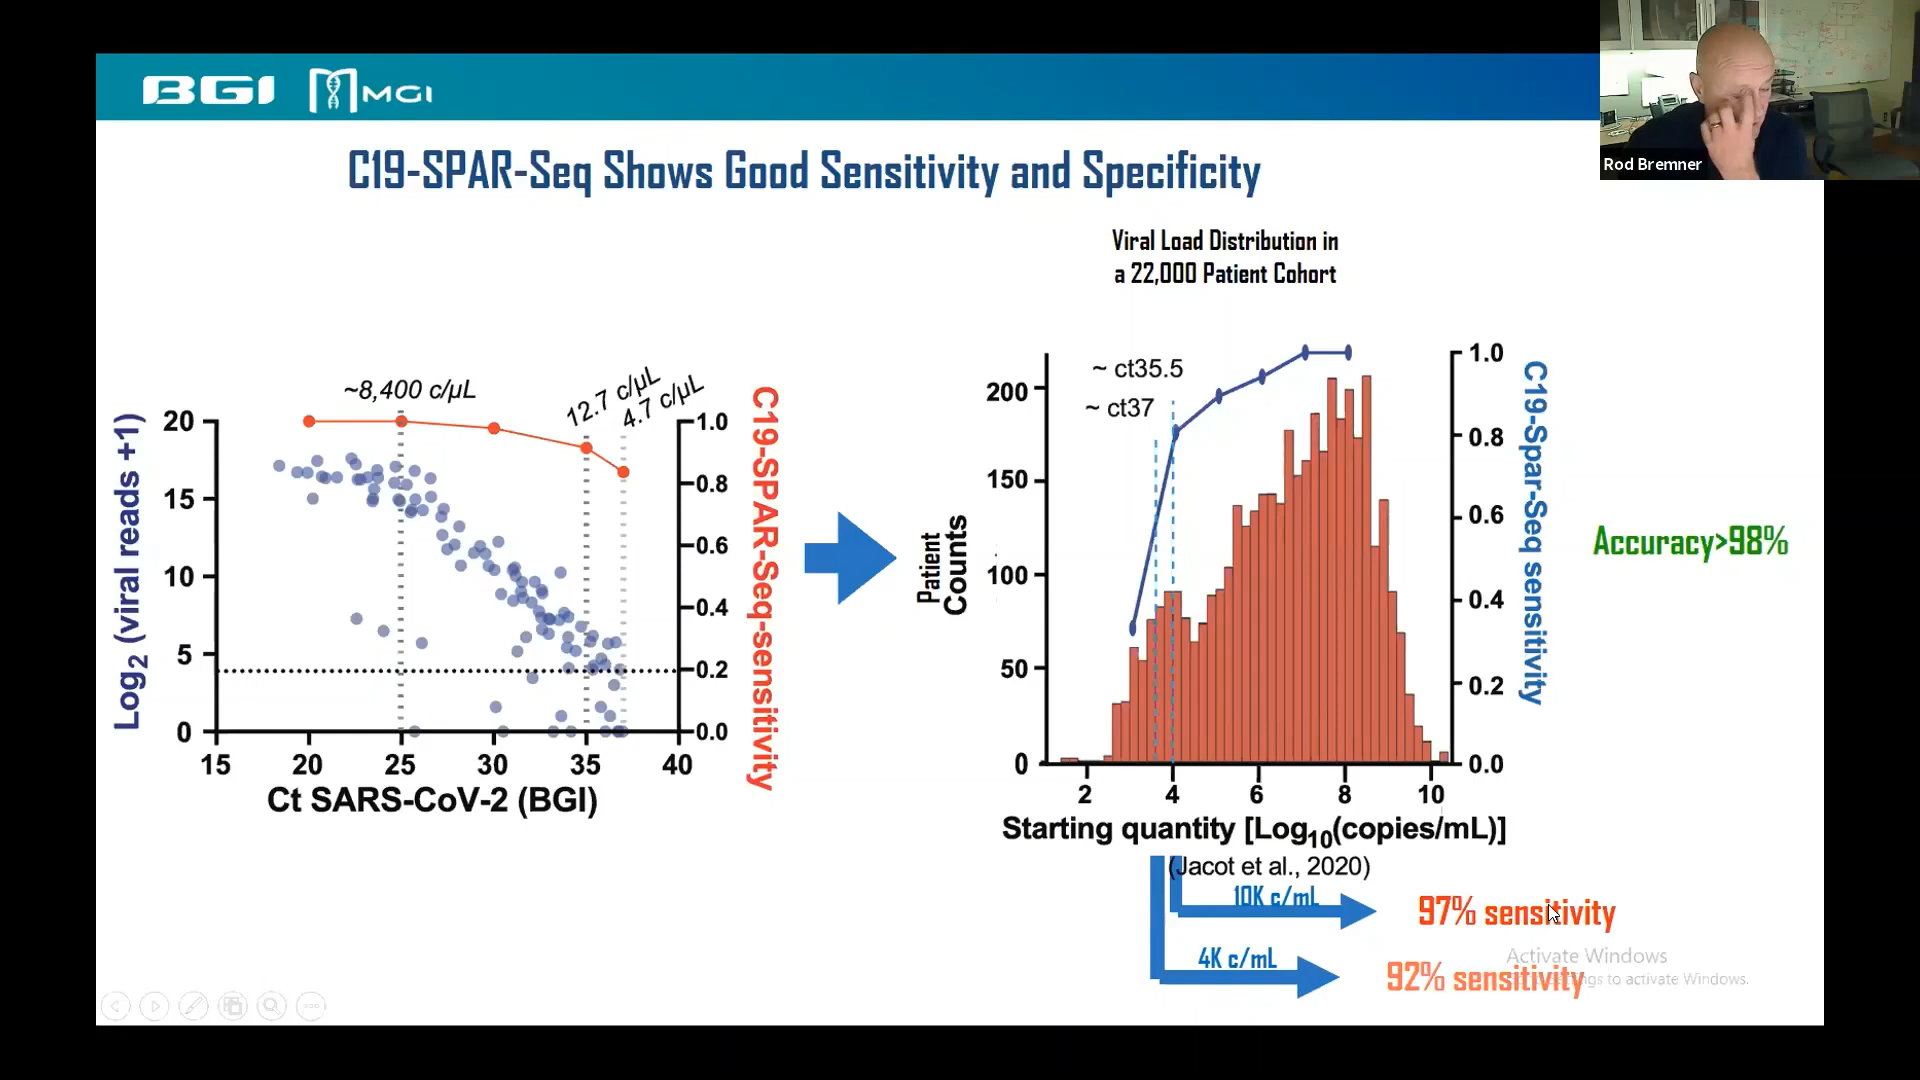 BGI MGI
Rod Bremner
C19-SPAR-Seq Shows Good Sensitivity and Specificity
Viral Load Distribution in
a 22,000 Patient Cohort
~8,400 c/µL
12.7 c/µL
4.7 c/µL
Log2 (viral reads +1)
20
15
10
5
0
1.0
0.8
0.6
0.4
0.2
0.0
C19-SPAR-Seq-sensitivity
15 20 25 30 35 40
Ct SARS-CoV-2 (BGI)
~ ct35.5
~ ct37
Patient
Counts
200
150
100
50
0
1.0
0.8
0.6
0.4
0.2
0.0
C19-Spar-Seq sensitivity
2 4 6 8 10
Starting quantity [Log10(copies/mL)]
(Jacot et al., 2020)
Accuracy>98%
10K c/mL
97% sensitivity
4K c/mL
92% sensitivity
Activate Windows
ngs to activate Windows.